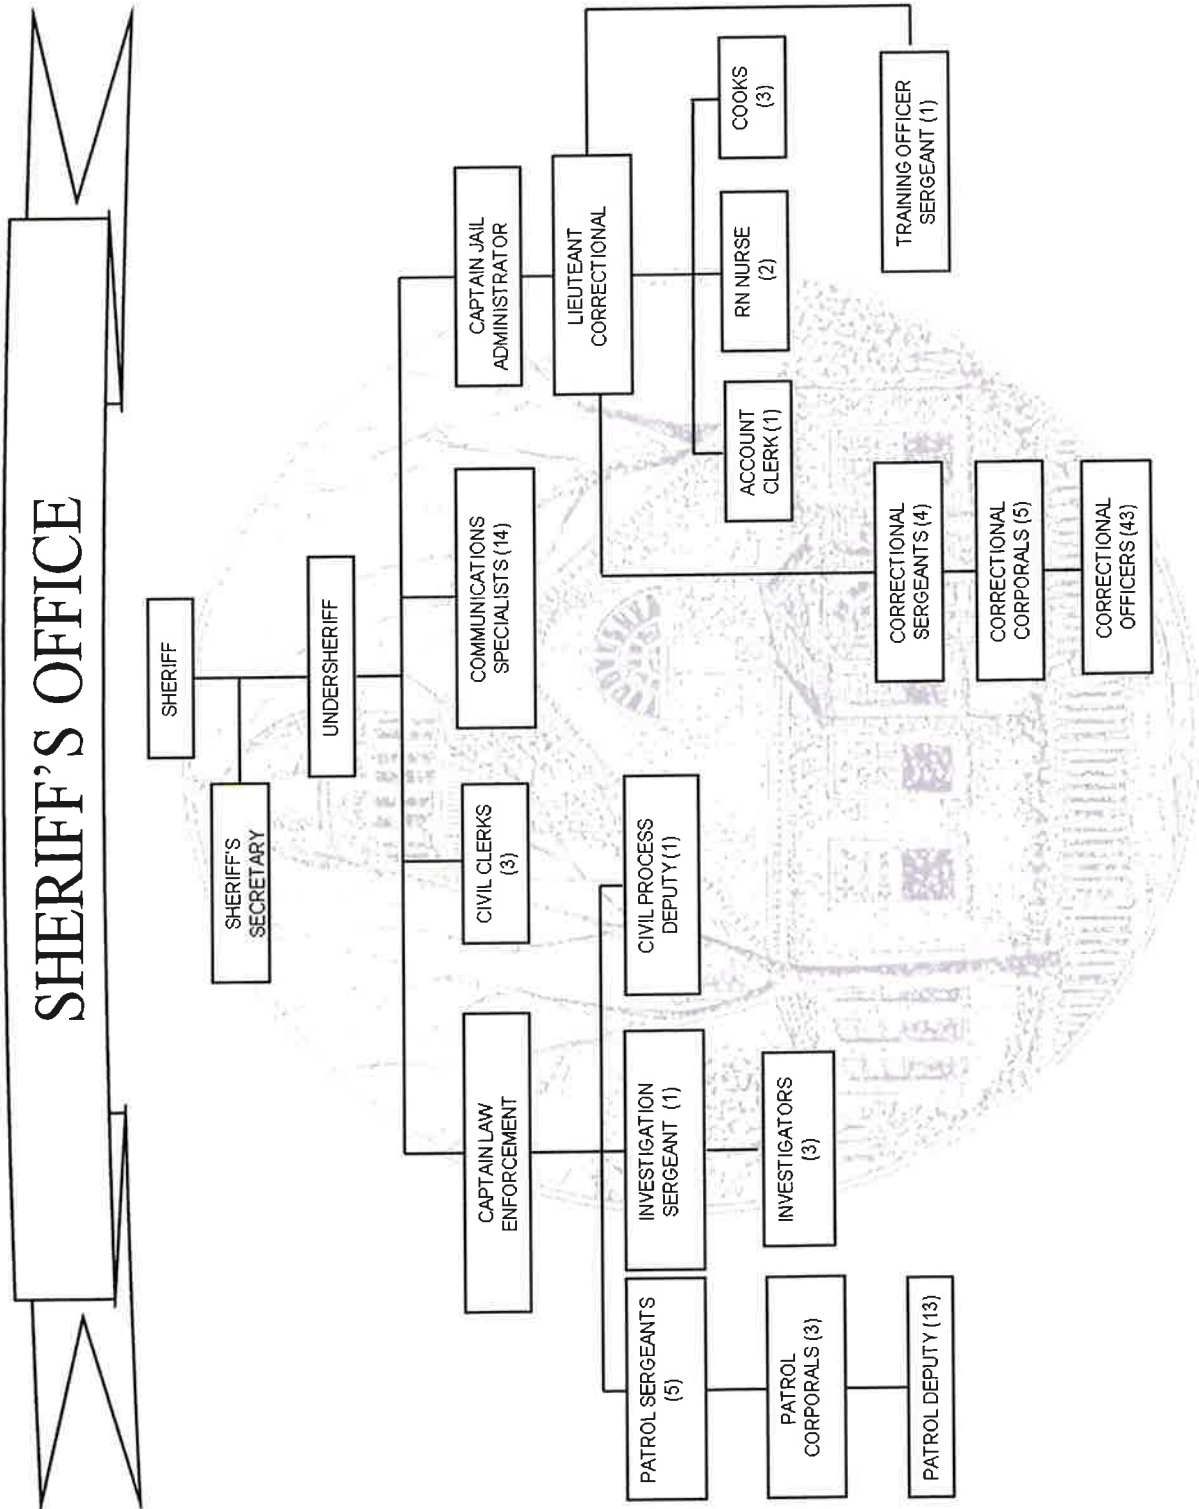 SHERIFF'S OFFICE
SHERIFF
SHERIFF'S
SECRETARY
UNDERSHERIFF
CAPTAIN LAW
ENFORCEMENT
CIVIL CLERKS
(3)
COMMUNICATIONS
SPECIALISTS (14)
CAPTAIN JAIL
ADMINISTRATOR
LIEUTEANT
CORRECTIONAL
PATROL SERGEANTS
(5)
INVESTIGATION
SERGEANT (1)
CIVIL PROCESS
DEPUTY (1)
ACCOUNT
CLERK (1)
RN NURSE
(2)
COOKS
(3)
PATROL
CORPORALS (3)
INVESTIGATORS
(3)
CORRECTIONAL
SERGEANTS (4)
TRAINING OFFICER
SERGEANT (1)
PATROL DEPUTY (13)
CORRECTIONAL
CORPORALS (5)
CORRECTIONAL
OFFICERS (43)